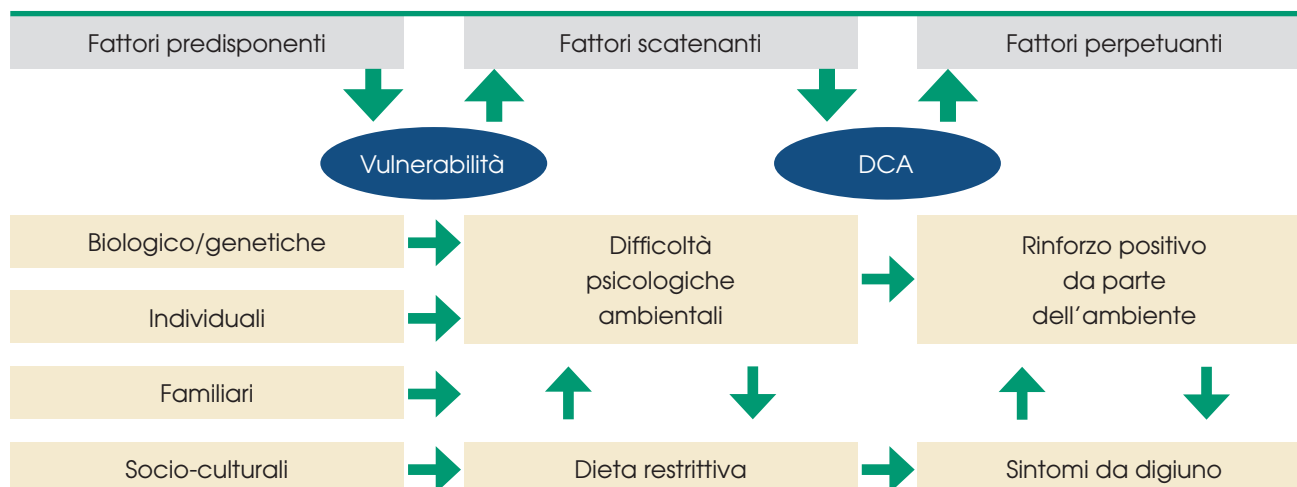 Fattori predisponenti
Fattori scatenanti
Fattori perpetuanti
Vulnerabilità
DCA
Biologico/genetiche
Individuali
Familiari
Socio-culturali
Difficoltà
psicologiche
ambientali
Dieta restrittiva
Rinforzo positivo
da parte
dell'ambiente
Sintomi da digiuno